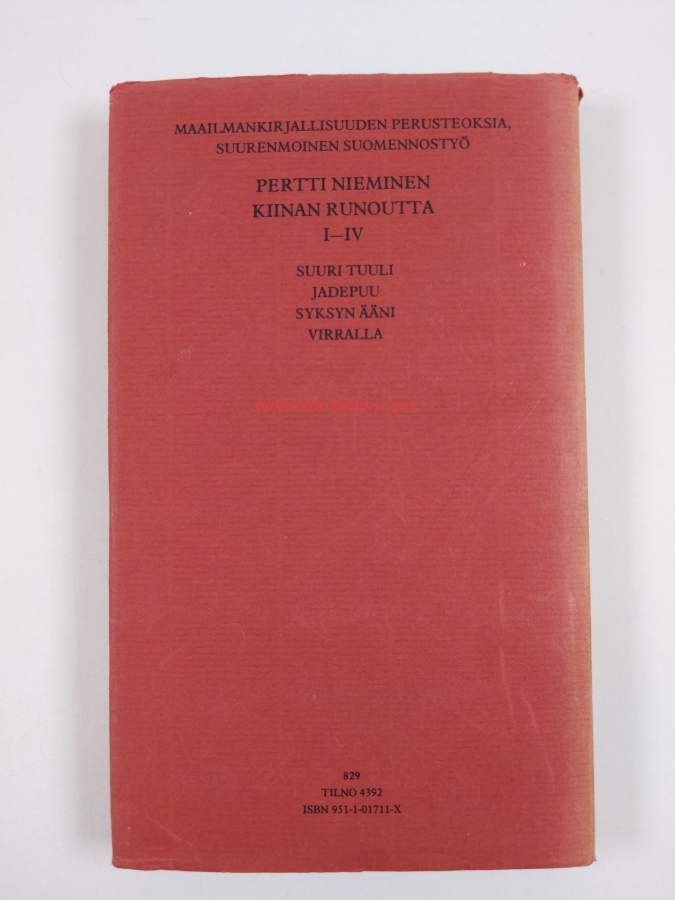 MAAILMANKIRJALLISUUDEN PERUSTEOKSIA,
SUURENMOINEN SUOMENNOSTYÖ
PERTTI NIEMINEN
KIINAN RUNOUTTA
I—IV
SUURI TUULI
JADEPUU
SYKSYN ÄÄNI
VIRRALLA
829
TILNO 4392
ISBN 951-1-01711-X